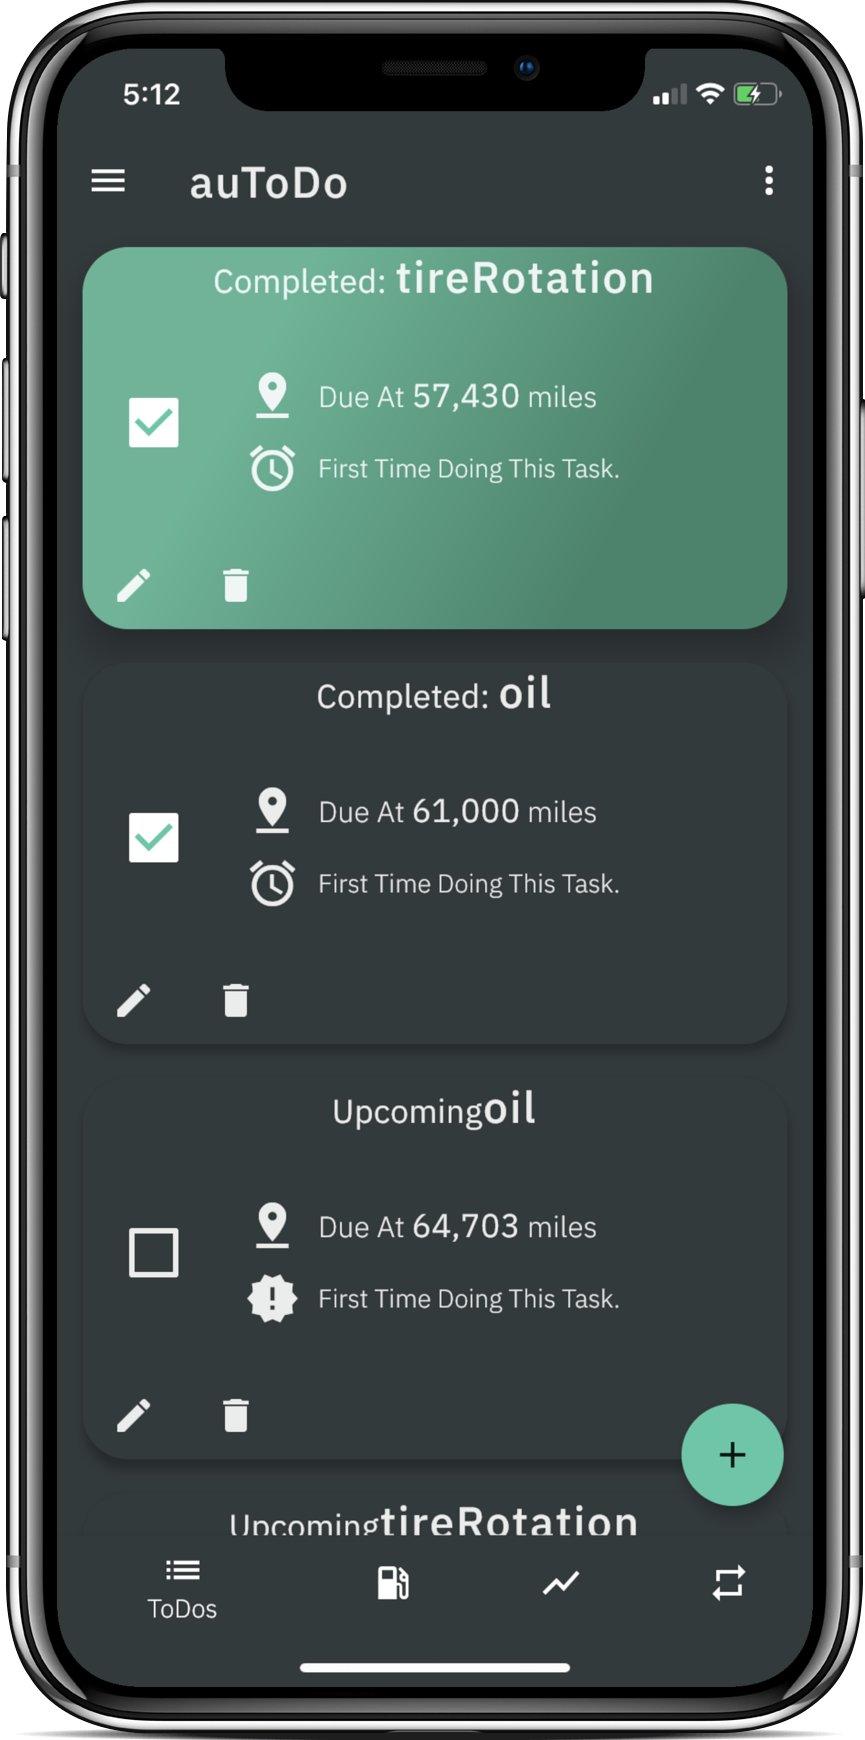 5:12
auToDo
Completed: tireRotation
Due At 57,430 miles
First Time Doing This Task.
Completed: oil
Due At 61,000 miles
First Time Doing This Task.
Upcomingoil
Due At 64,703 miles
First Time Doing This Task.
+
UpcomingtireRotation
ToDos